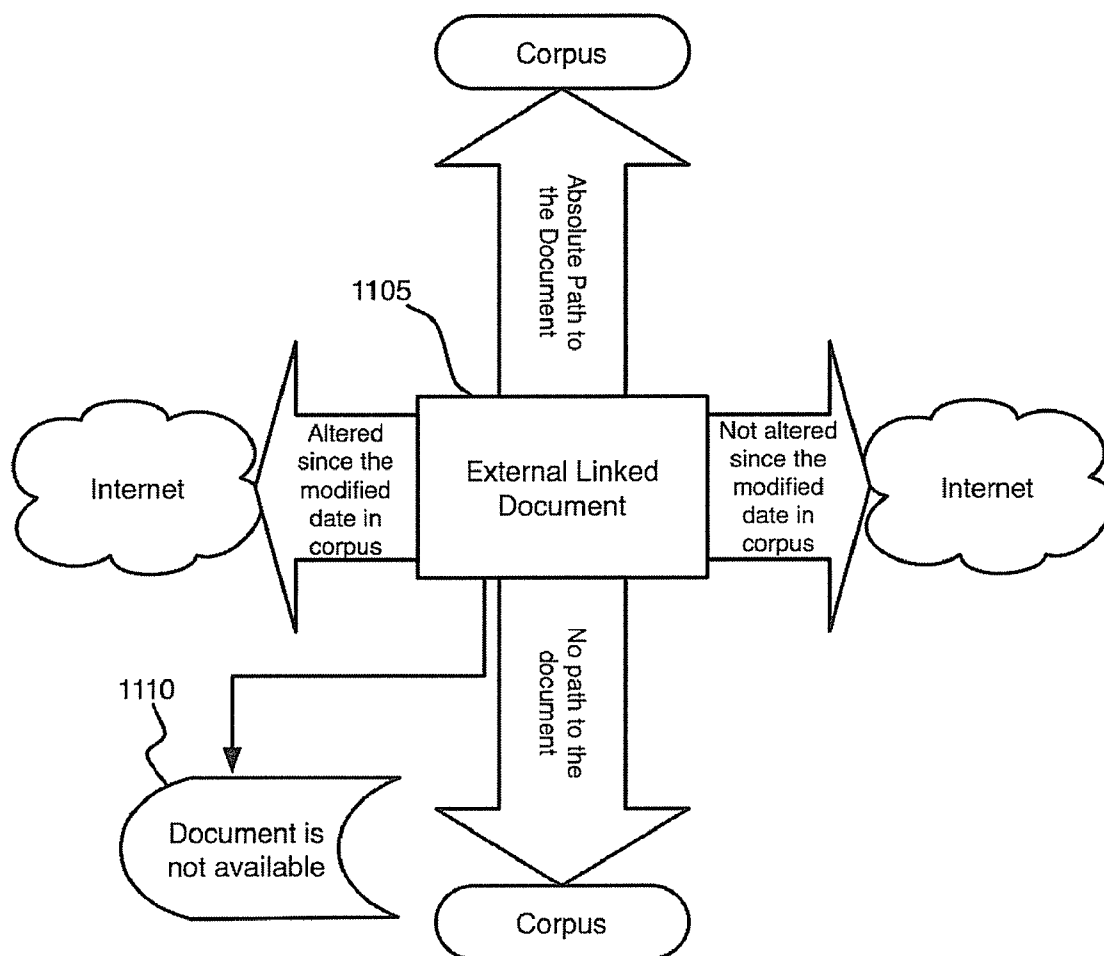 Corpus
Absolute Path to
the Document
1105
Internet
Altered
since the
modified
date in
corpus
External Linked
Document
Not altered
since the
modified
date in
corpus
Internet
No path to the
document
1110
Document is
not available
Corpus